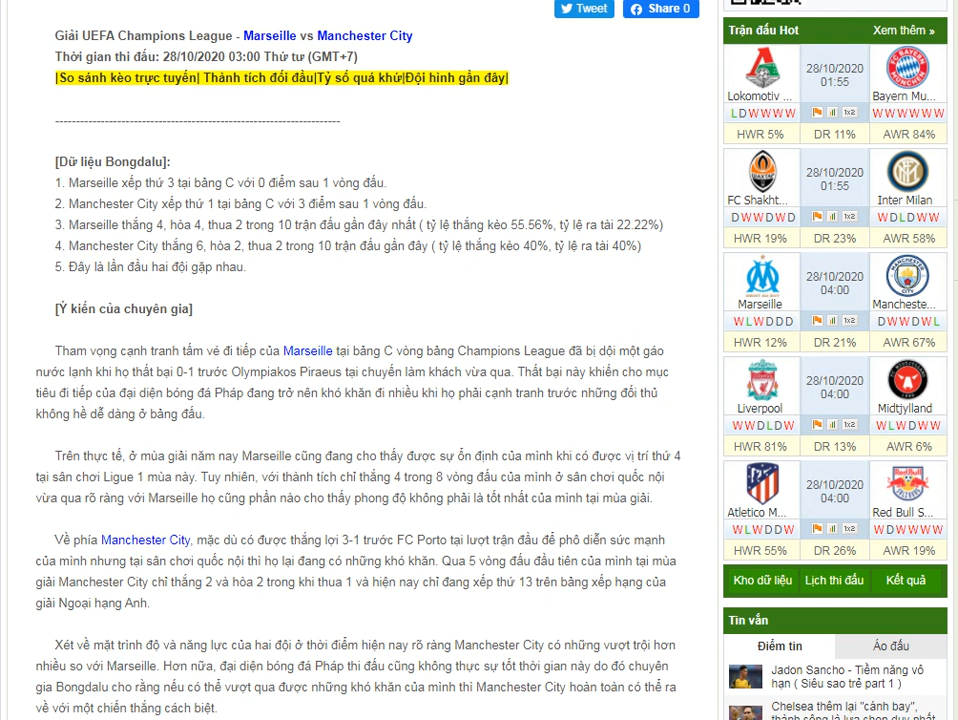 Tweet
Share 0
Giải UEFA Champions League - Marseille vs Manchester City
Thời gian thi đấu: 28/10/2020 03:00 Thứ tư (GMT+7)
|So sánh kèo trực tuyến| Thành tích đối đầu|Tỷ số quá khứ|Đội hình gần đây|
--------------------------------------------------------------------
[Dữ liệu Bongdalu]:
1. Marseille xếp thứ 3 tại bảng C với 0 điểm sau 1 vòng đấu.
2. Manchester City xếp thứ 1 tại bảng C với 3 điểm sau 1 vòng đấu.
3. Marseille thắng 4, hòa 4, thua 2 trong 10 trận đấu gần đây nhất ( tỷ lệ thắng kèo 55.56%, tỷ lệ ra tài 22.22%)
4. Manchester City thắng 6, hòa 2, thua 2 trong 10 trận đấu gần đây ( tỷ lệ thắng kèo 40%, tỷ lệ ra tài 40%)
5. Đây là lần đầu hai đội gặp nhau.
[Ý kiến của chuyên gia]
Tham vọng cạnh tranh tấm vé đi tiếp của Marseille tại bảng C vòng bảng Champions League đã bị dội một gáo
nước lạnh khi họ thất bại 0-1 trước Olympiakos Piraeus tại chuyến làm khách vừa qua. Thất bại này khiến cho mục
tiêu đi tiếp của đại diện bóng đá Pháp đang trở nên khó khăn đi nhiều khi họ phải cạnh tranh trước những đối thủ
không hề dễ dàng ở bảng đấu.
Trên thực tế, ở mùa giải năm nay Marseille cũng đang cho thấy được sự ổn định của mình khi có được vị trí thứ 4
tại sân chơi Ligue 1 mùa này. Tuy nhiên, với thành tích chỉ thắng 4 trong 8 vòng đấu của mình ở sân chơi quốc nội
vừa qua rõ ràng với Marseille họ cũng phần nào cho thấy phong độ không phải là tốt nhất của mình tại mùa giải.
Về phía Manchester City, mặc dù có được thắng lợi 3-1 trước FC Porto tại lượt trận đầu để phô diễn sức mạnh
của mình nhưng tại sân chơi quốc nội thì họ lại đang có những khó khăn. Qua 5 vòng đấu đầu tiên của mình tại mùa
giải Manchester City chỉ thắng 2 và hòa 2 trong khi thua 1 và hiện nay chỉ đang xếp thứ 13 trên bảng xếp hạng của
giải Ngoại hạng Anh.
Xét về mặt trình độ và năng lực của hai đội ở thời điểm hiện nay rõ ràng Manchester City có những vượt trội hơn
nhiều so với Marseille. Hơn nữa, đại diện bóng đá Pháp thi đấu cũng không thực sự tốt thời gian này do đó chuyên
gia Bongdalu cho rằng nếu có thể vượt qua được những khó khăn của mình thì Manchester City hoàn toàn có thể ra
về với một chiến thắng cách biệt.
Trận đấu Hot Xem thêm »
28/10/2020
01:55
Lokomotiv ... Bayern Mu...
LDWWWW 1x2 WWWWWW
HWR 5% DR 11% AWR 84%
28/10/2020
01:55
FC Shakht... Inter Milan
DWWDWD 1x2 WDLDWW
HWR 19% DR 23% AWR 58%
28/10/2020
04:00
Marseille Mancheste...
WLWDDD 1x2 DWWDWL
HWR 12% DR 21% AWR 67%
28/10/2020
04:00
Liverpool Midtjylland
WWDLDW 1x2 WLWDWW
HWR 81% DR 13% AWR 6%
28/10/2020
04:00
Atletico M... Red Bull S...
WLWDDW 1x2 WDWWWW
HWR 55% DR 26% AWR 19%
Kho dữ liệu Lịch thi đấu Kết quả
Tin vắn
Điểm tin Áo đấu
Jadon Sancho - Tiềm năng vô
hạn ( Siêu sao trẻ part 1 )
Chelsea thêm lại "cánh bay",
thành công là lựa chọn duy nhất